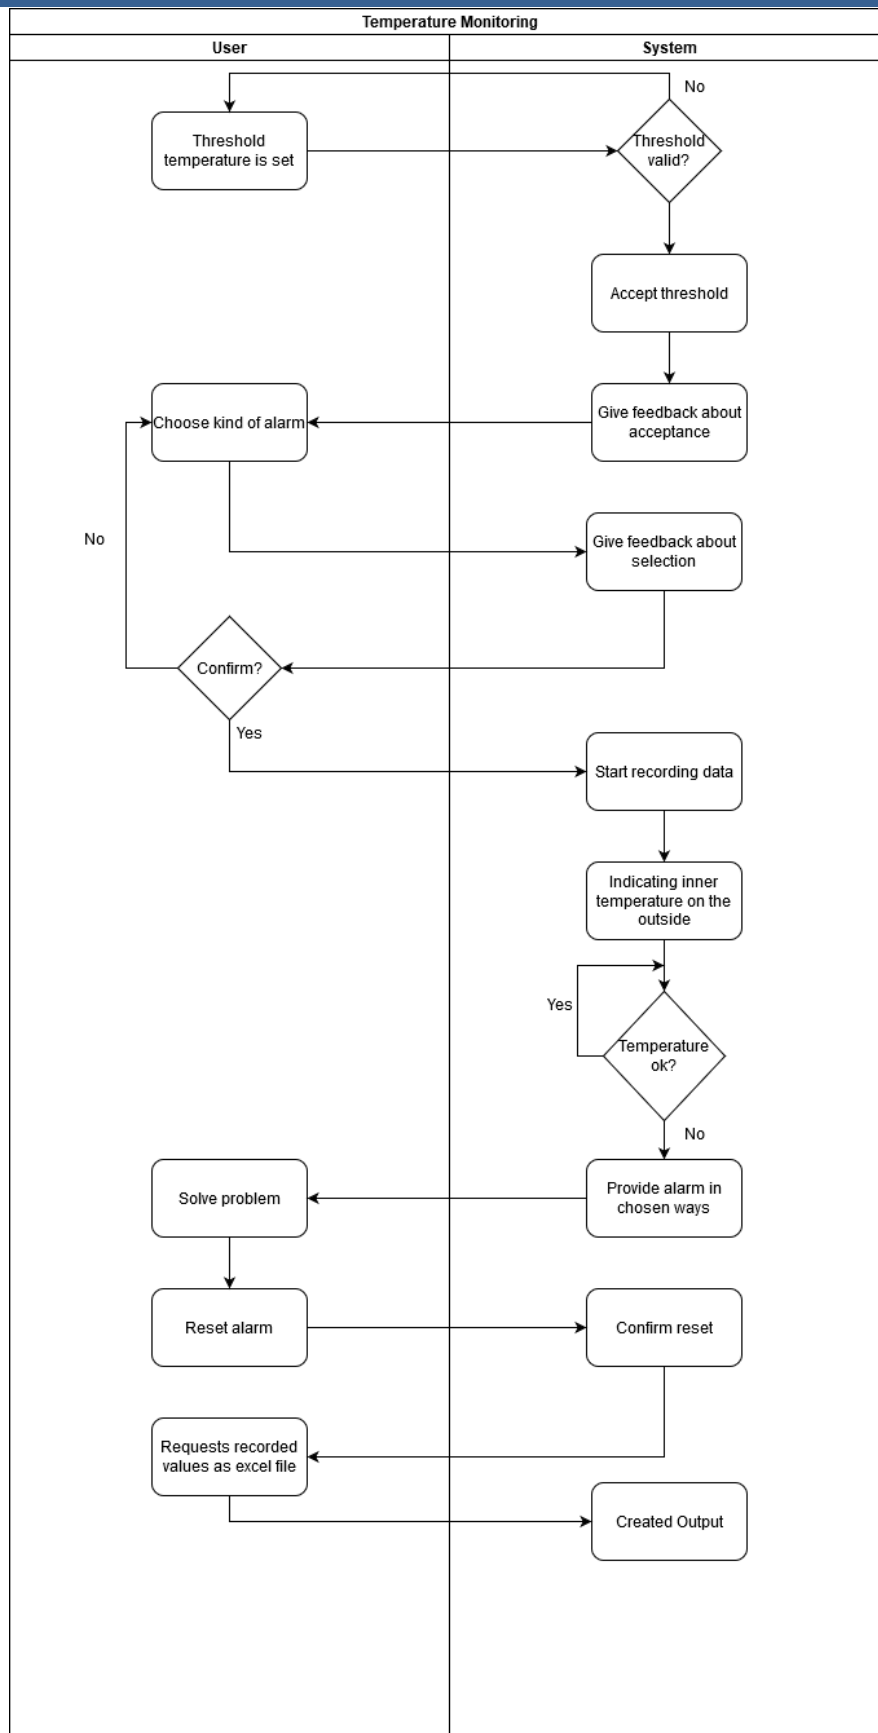 Temperature Monitoring
User
System
No
Threshold
temperature is set
Threshold
valid?
Accept threshold
Choose kind of alarm
Give feedback about
acceptance
No
Give feedback about
selection
Confirm?
Yes
Start recording data
Indicating inner
temperature on the
outside
Yes
Temperature
ok?
No
Solve problem
Provide alarm in
chosen ways
Reset alarm
Confirm reset
Requests recorded
values as excel file
Created Output